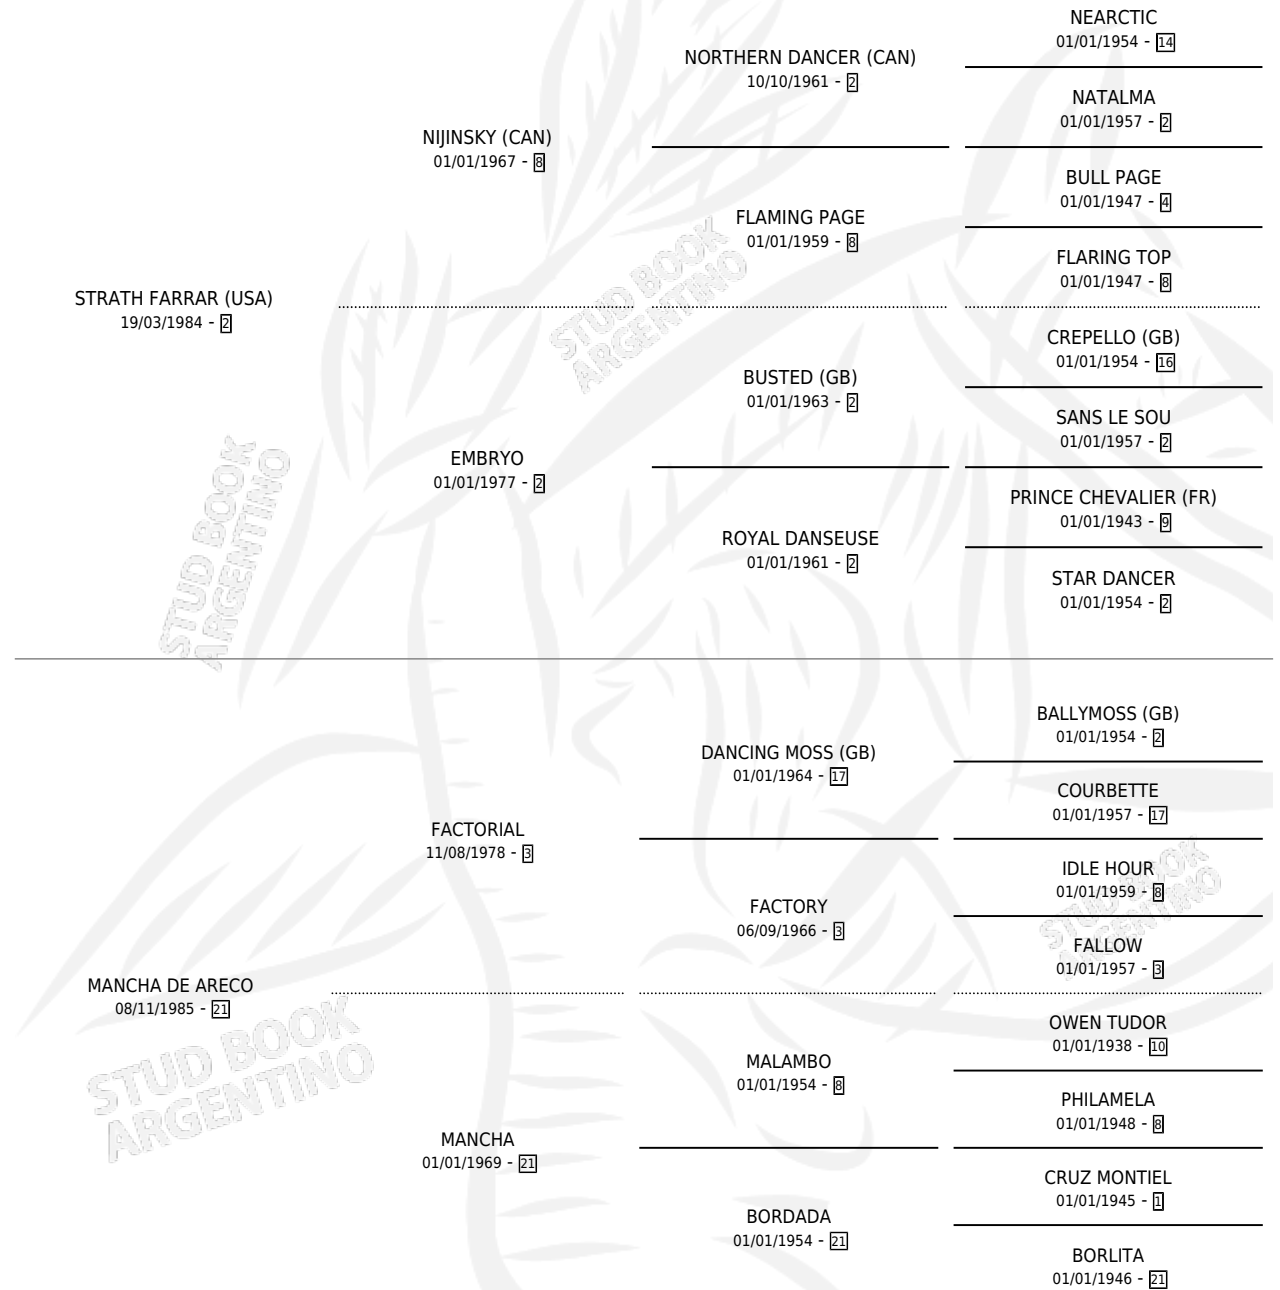 NEARCTIC
01/01/1954 - 14
NORTHERN DANCER (CAN)
10/10/1961 - 2
NATALMA
01/01/1957 - 2
NIJINSKY (CAN)
01/01/1967 - 8
BULL PAGE
01/01/1947 - 4
FLAMING PAGE
01/01/1959 - 8
FLARING TOP
01/01/1947 - 8
STRATH FARRAR (USA)
19/03/1984 - 2
STUD BOOK
ARGENTINO
CREPELLO (GB)
01/01/1954 - 16
BUSTED (GB)
01/01/1963 - 2
SANS LE SOU
01/01/1957 - 2
EMBRYO
01/01/1977 - 2
PRINCE CHEVALIER (FR)
01/01/1943 - 9
ROYAL DANSEUSE
01/01/1961 - 2
STAR DANCER
01/01/1954 - 2
STUD BOOK
ARGENTINO
BALLYMOSS (GB)
01/01/1954 - 2
DANCING MOSS (GB)
01/01/1964 - 17
COURBETTE
01/01/1957 - 17
FACTORIAL
11/08/1978 - 3
IDLE HOUR
01/01/1959 - 8
FACTORY
06/09/1966 - 3
FALLOW
01/01/1957 - 3
STUD BOOK
ARGENTINO
MANCHA DE ARECO
08/11/1985 - 21
OWEN TUDOR
01/01/1938 - 10
MALAMBO
01/01/1954 - 8
PHILAMELA
01/01/1948 - 8
STUD BOOK
ARGENTINO
MANCHA
01/01/1969 - 21
CRUZ MONTIEL
01/01/1945 - 1
BORDADA
01/01/1954 - 21
BORLITA
01/01/1946 - 21